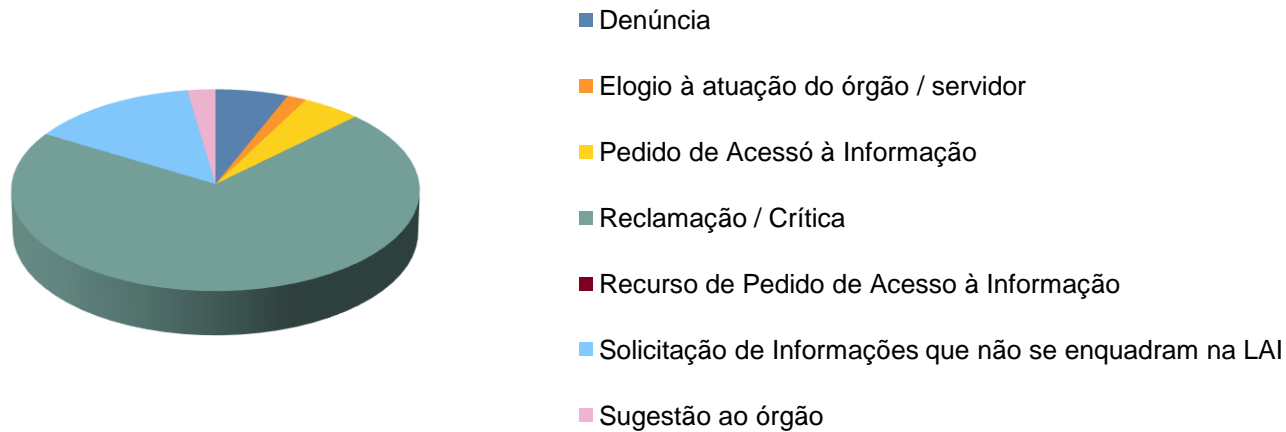 Denúncia
Elogio à atuação do órgão / servidor
Pedido de Acessó à Informação
Reclamação / Crítica
Recurso de Pedido de Acesso à Informação
Solicitação de Informações que não se enquadram na LAI
Sugestão ao órgão